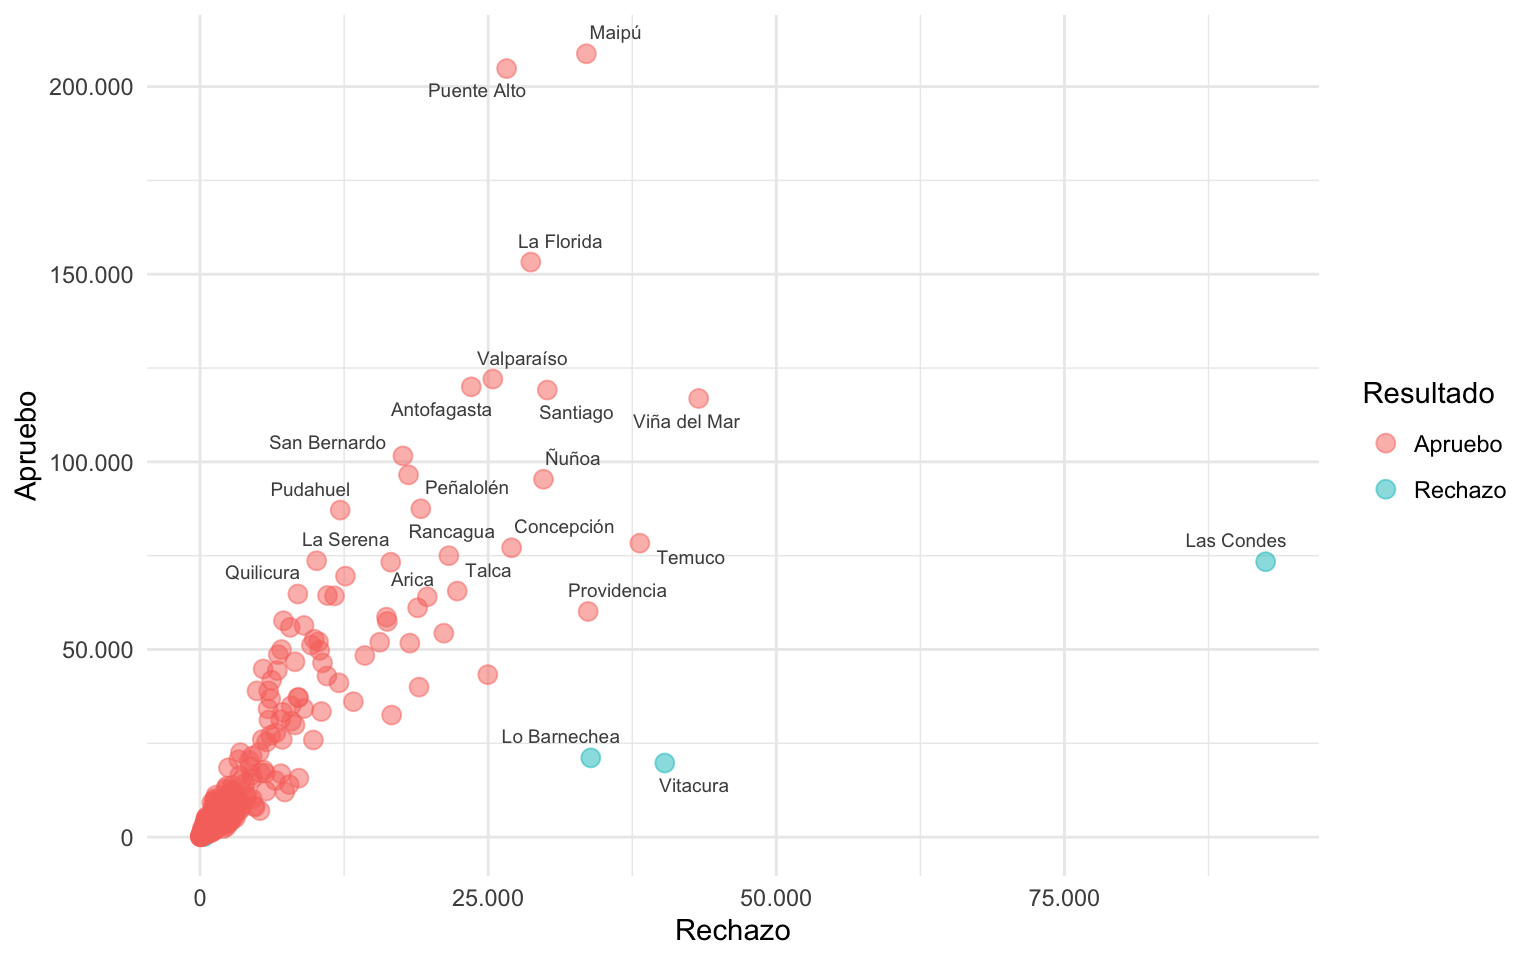 Maipú
Puente Alto
200.000
La Florida
150.000
Valparaíso
Antofagasta
Santiago
Viña del Mar
San Bernardo
Ñuñoa
100.000
Pudahuel
Peñalolén
Concepción
Rancagua
La Serena
Temuco
Las Condes
Quilicura
Arica
Talca
Providencia
50.000
Lo Barnechea
Vitacura
0
Apruebo
0
25.000
50.000
75.000
Rechazo
Resultado
Apruebo
Rechazo